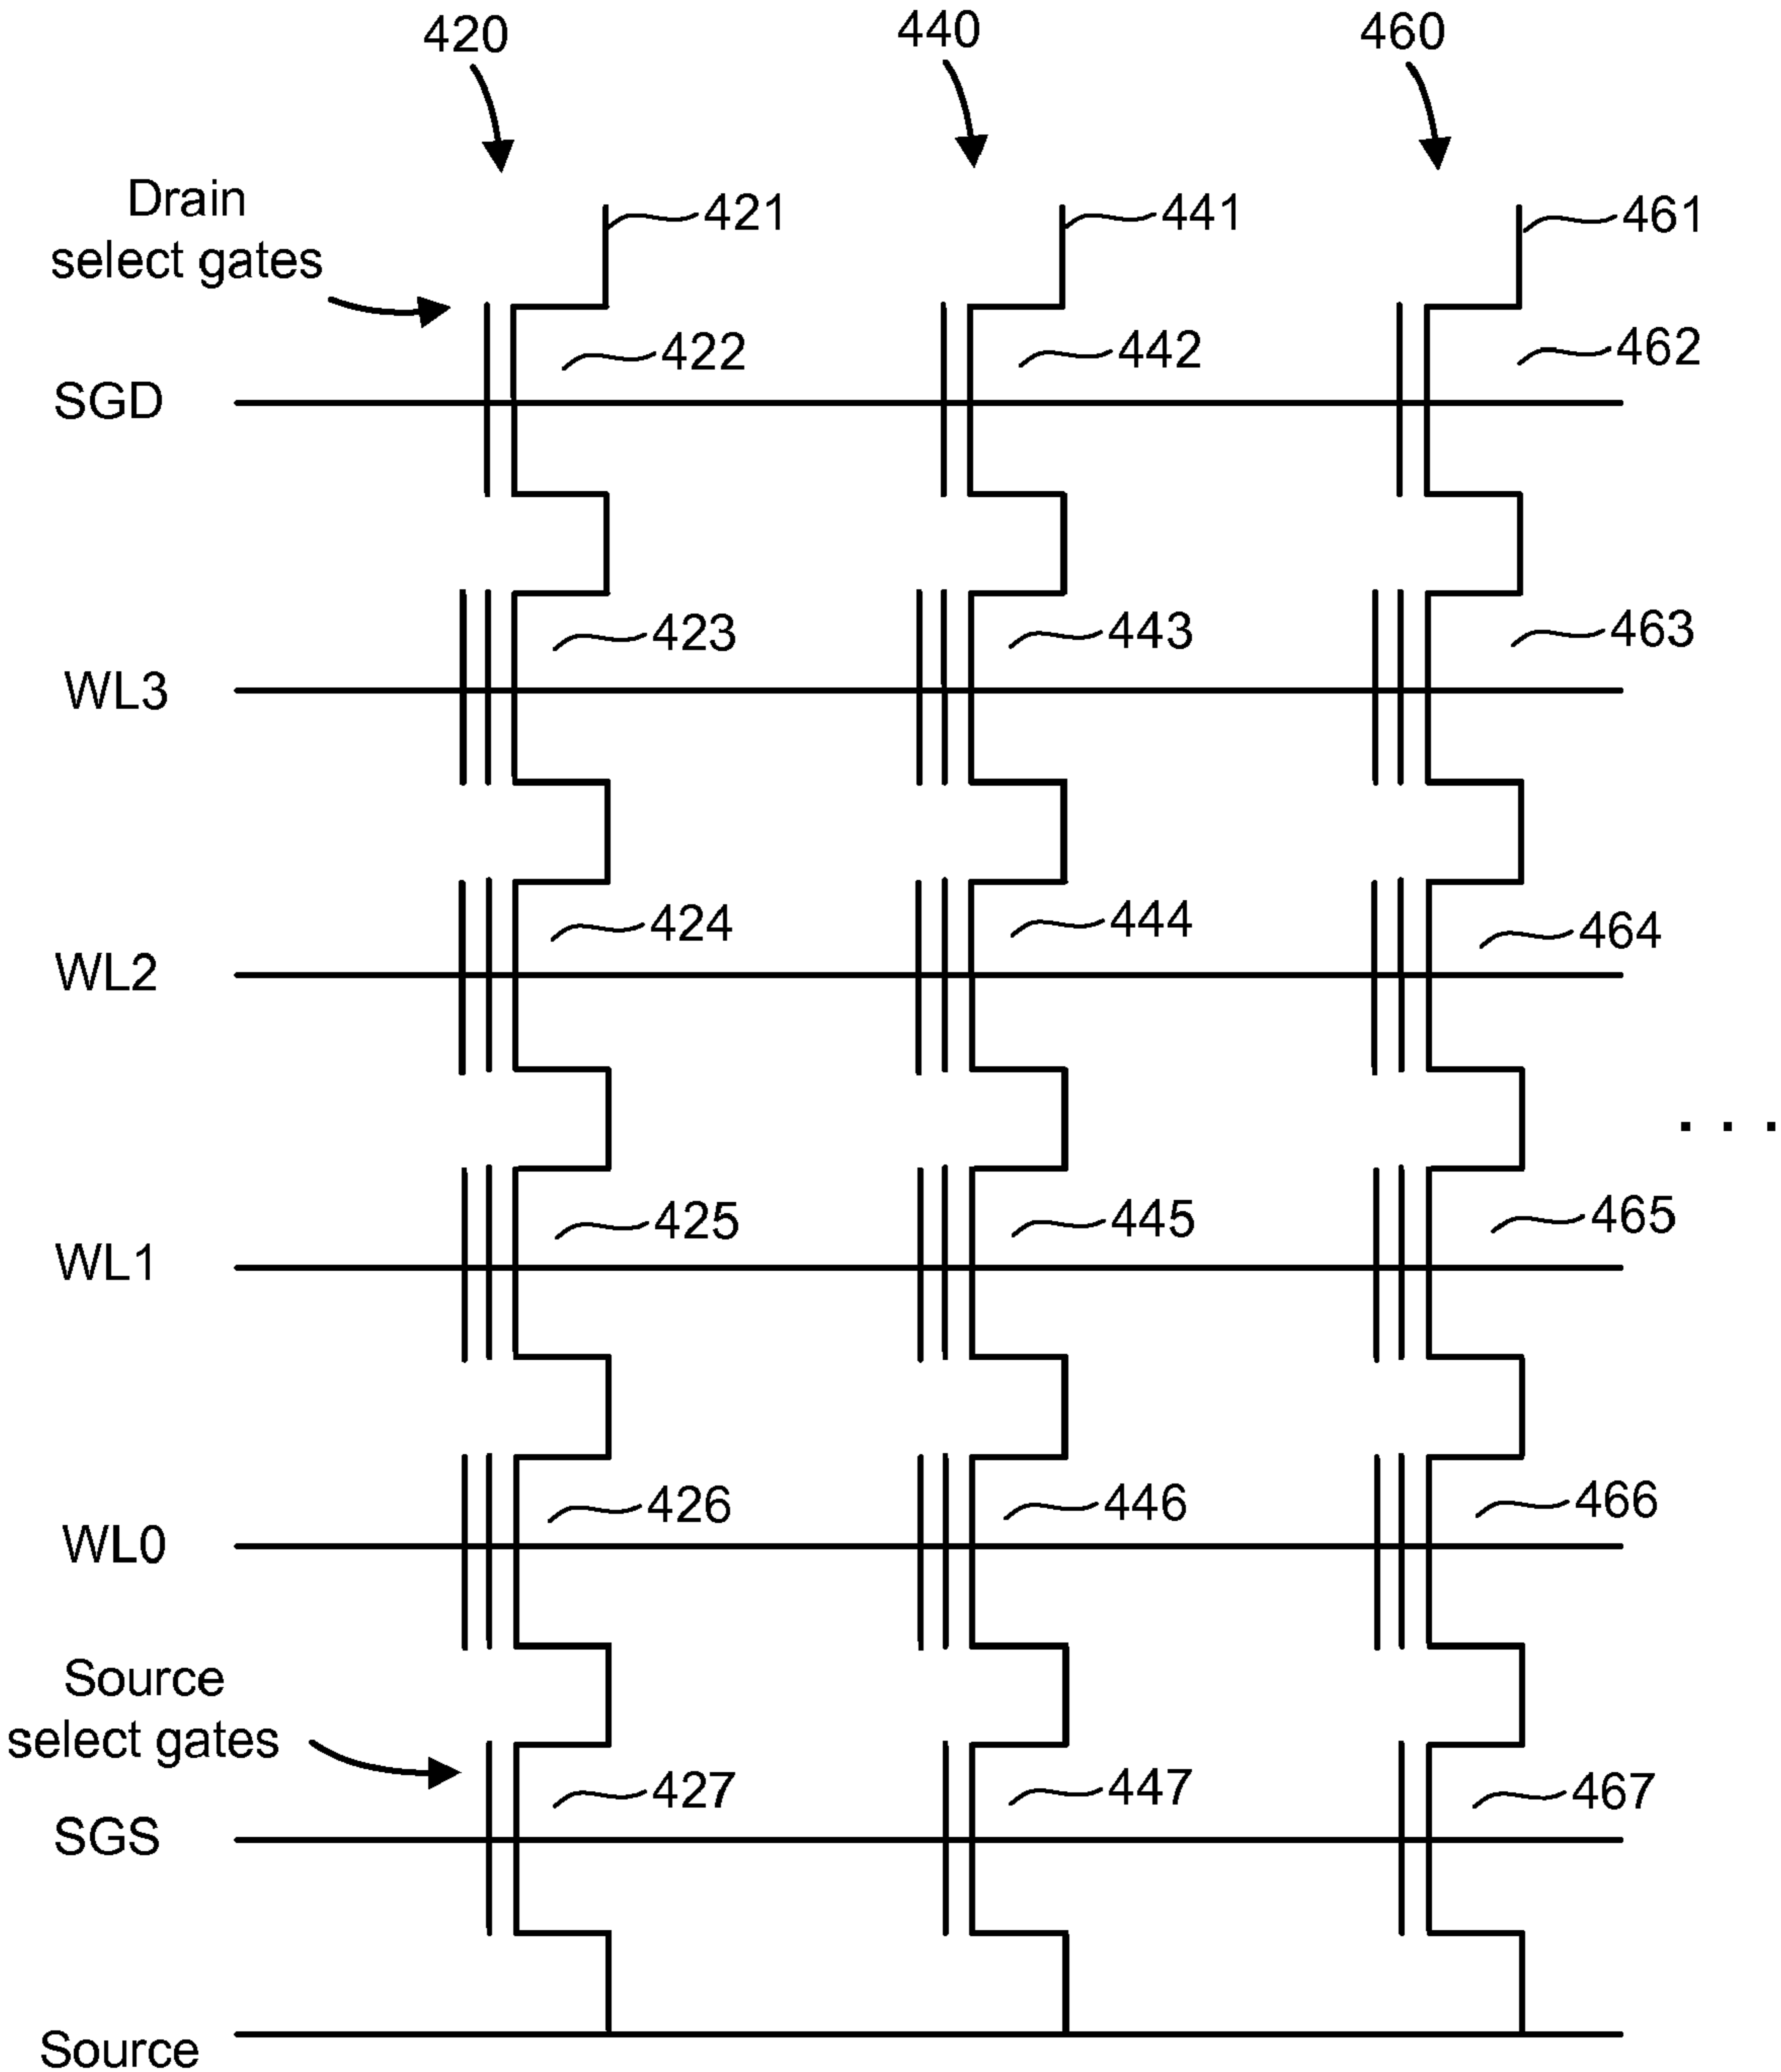 420 440 460
Drain
select gates
421 441 461
422 442 462
SGD
423 443 463
WL3
424 444 464
WL2
. . .
425 445 465
WL1
426 446 466
WL0
Source
select gates
427 447 467
SGS
Source